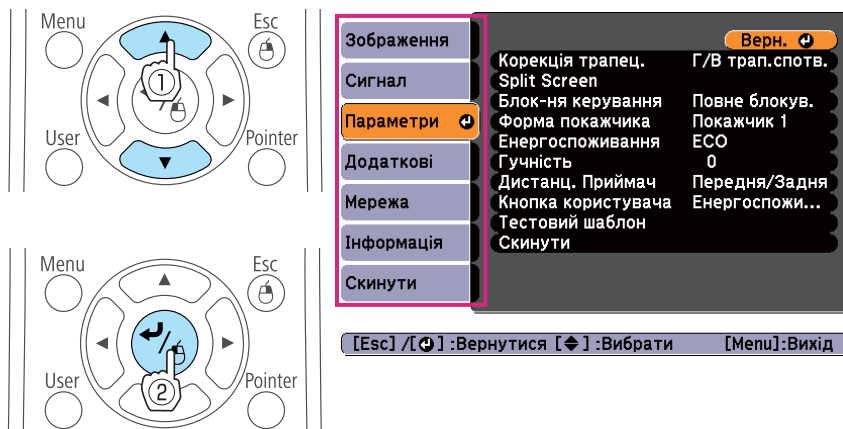 Menu
Esc
①
User
Pointer
Menu
Esc
②
User
Pointer
Зображення
Сигнал
Параметри
Додаткові
Мережа
Інформація
Скинути
Верн.
Корекція трапец. Г/В трап.спотв.
Split Screen
Блок-ня керування Повне блокув.
Форма покажчика Покажчик 1
Енергоспоживання ECO
Гучність 0
Дистанц. Приймач Передня/Задня
Кнопка користувача Енергоспожи...
Тестовий шаблон
Скинути
[Esc] /[⏎] :Вернутися [◆] :Вибрати [Menu]:Вихід